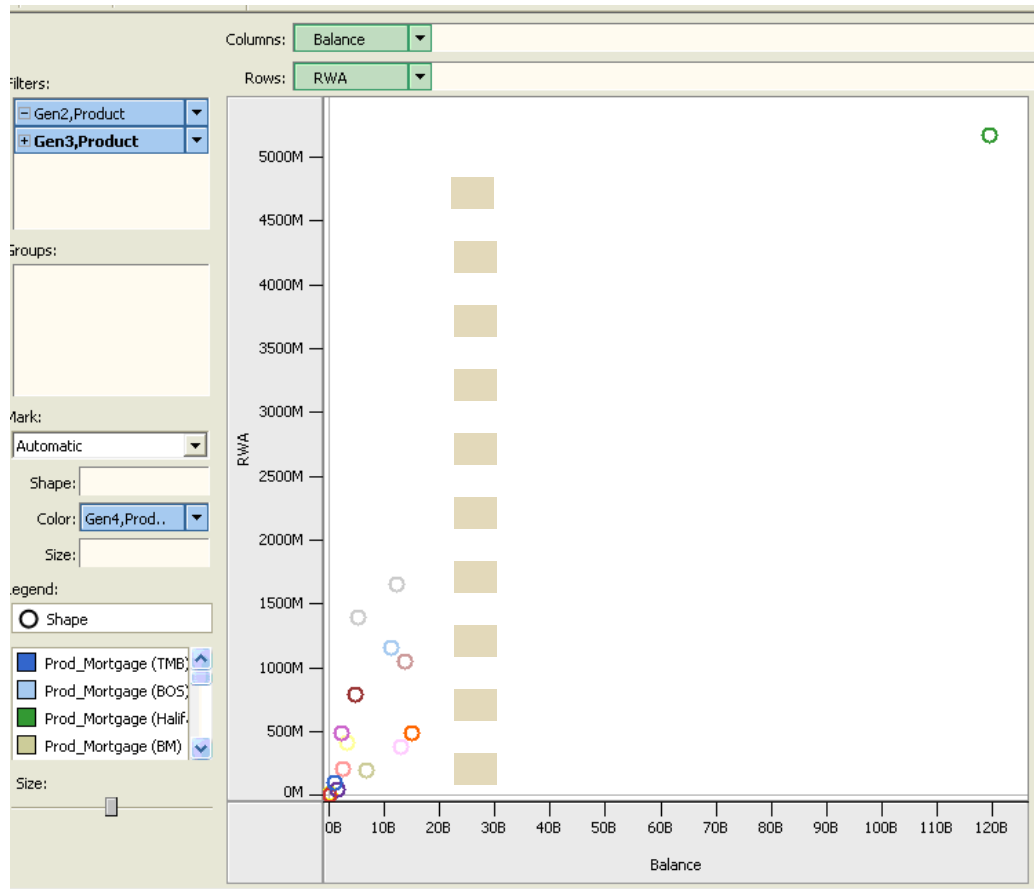 Columns: Balance
Rows: RWA
Filters:
Gen2,Product
Gen3,Product
Groups:
Mark:
Automatic
Shape:
Color: Gen4,Prod..
Size:
Legend:
Shape
Prod_Mortgage (TMB)
Prod_Mortgage (BOS)
Prod_Mortgage (Halif
Prod_Mortgage (BM)
Size:
5000M
4500M
4000M
3500M
3000M
2500M
2000M
1500M
1000M
500M
0M
RWA
0B 10B 20B 30B 40B 50B 60B 70B 80B 90B 100B 110B 120B
Balance